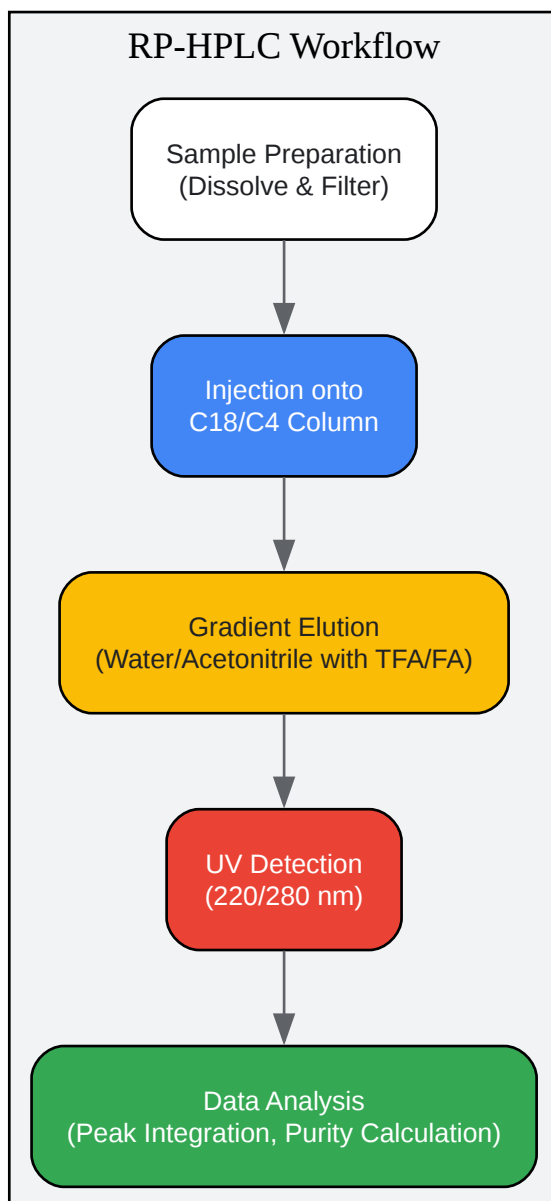 RP-HPLC Workflow
Sample Preparation
(Dissolve & Filter)
Injection onto
C18/C4 Column
Gradient Elution
(Water/Acetonitrile with TFA/FA)
UV Detection
(220/280 nm)
Data Analysis
(Peak Integration, Purity Calculation)